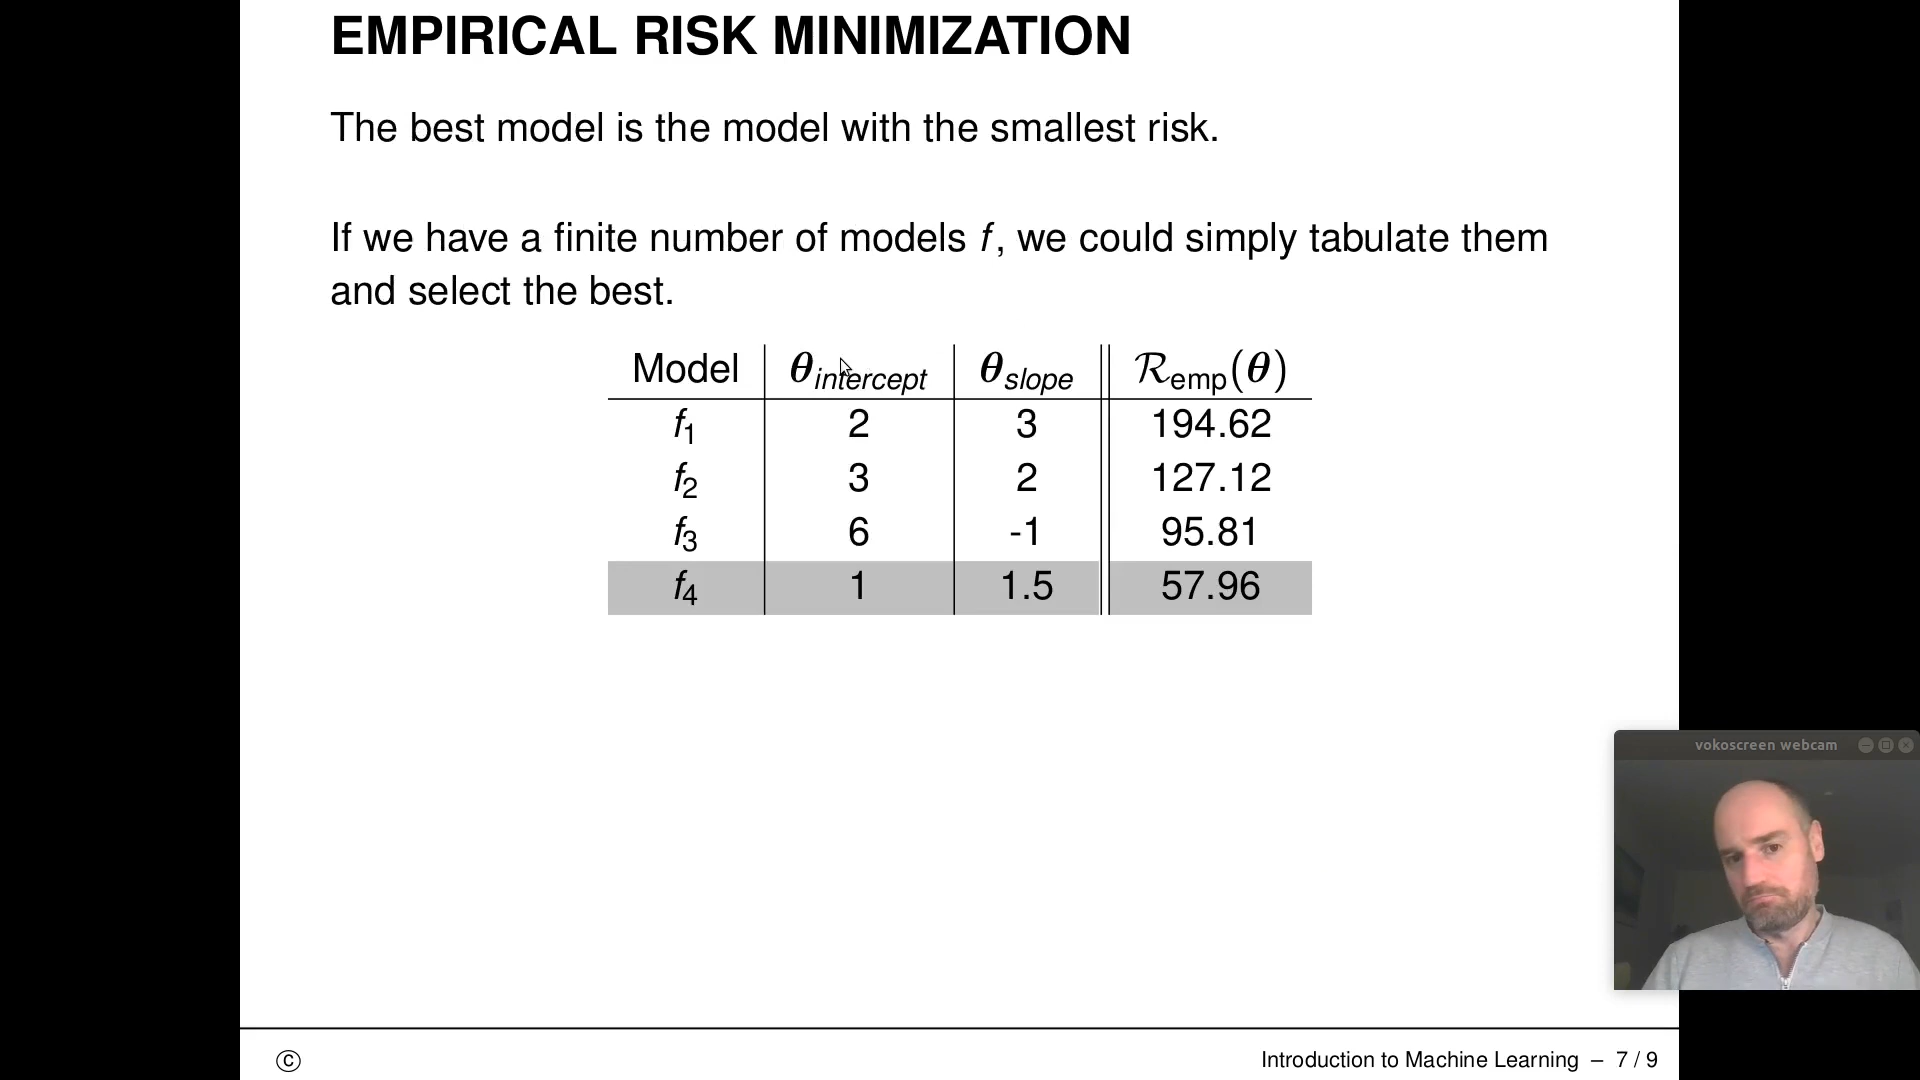 EMPIRICAL RISK MINIMIZATION
The best model is the model with the smallest risk.
If we have a finite number of models f, we could simply tabulate them
and select the best.
Model θintercept θslope Remp(θ)
f1 2 3 194.62
f2 3 2 127.12
f3 6 -1 95.81
f4 1 1.5 57.96
vokoscreen webcam
© Introduction to Machine Learning – 7 / 9